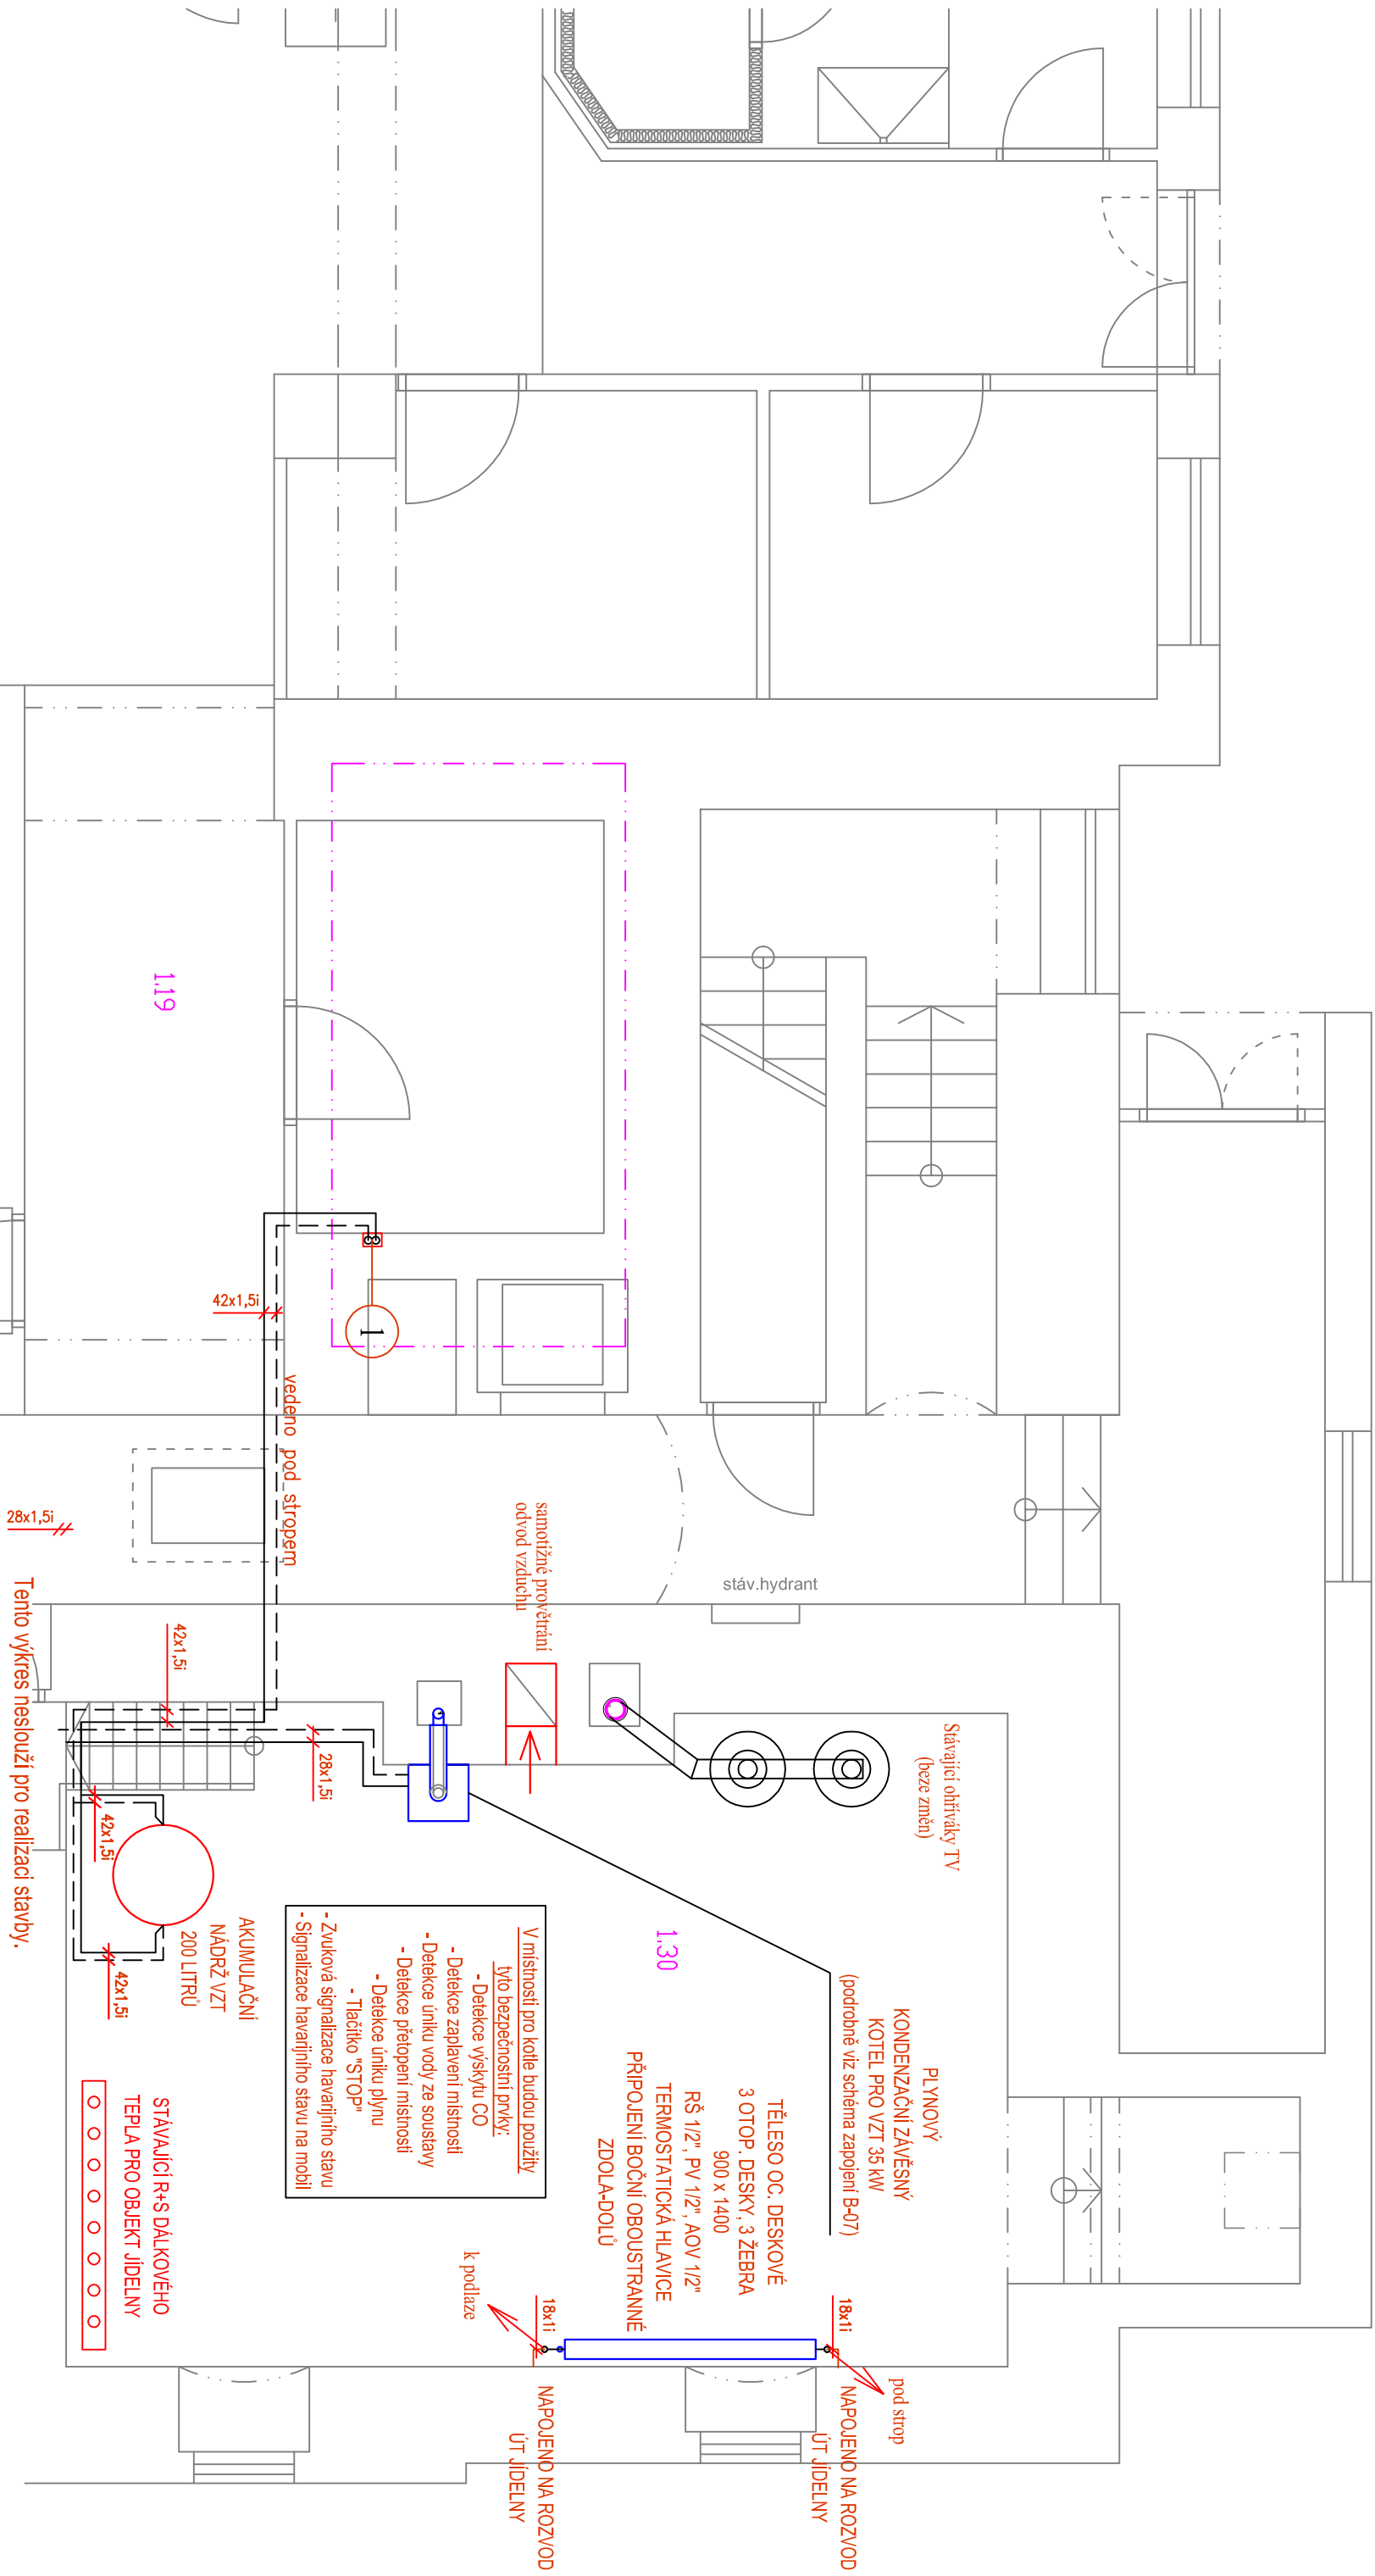 1.19
1
42x1,5i
vedeno pod stropem
28x1,5i
Tento výkres neslouží pro realizaci stavby.
42x1,5i
28x1,5i
42x1,5i
42x1,5i
samotížné provětrání
odvod vzduchu
stáv.hydrant
Stávající ohříváky TV
(beze změn)
1.30
PLYNOVÝ
KONDENZAČNÍ ZÁVĚSNÝ
KOTEL PRO VZT 35 kW
(podrobně viz schéma zapojení B-07)
TĚLESO OC. DESKOVÉ
3 OTOP. DESKY, 3 ŽEBRA
900 x 1400
RŠ 1/2", PV 1/2", AOV 1/2"
TERMOSTATICKÁ HLAVICE
PŘIPOJENÍ BOČNÍ OBOUSTRANNÉ
ZDOLA-DOLŮ
V místnosti pro kotle budou použity
tyto bezpečnostní prvky:
- Detekce výskytu CO
- Detekce zaplavení místnosti
- Detekce úniku vody ze soustavy
- Detekce přetopení místnosti
- Detekce úniku plynu
- Tlačítko "STOP"
- Zvuková signalizace havarijního stavu
- Signalizace havarijního stavu na mobil
AKUMULAČNÍ
NÁDRŽ VZT
200 LITRŮ
STÁVAJÍCÍ R+S DÁLKOVÉHO
TEPLA PRO OBJEKT JÍDELNY
18x1i
pod strop
NAPOJENO NA ROZVOD
ÚT JÍDELNY
18x1i
k podlaze
NAPOJENO NA ROZVOD
ÚT JÍDELNY